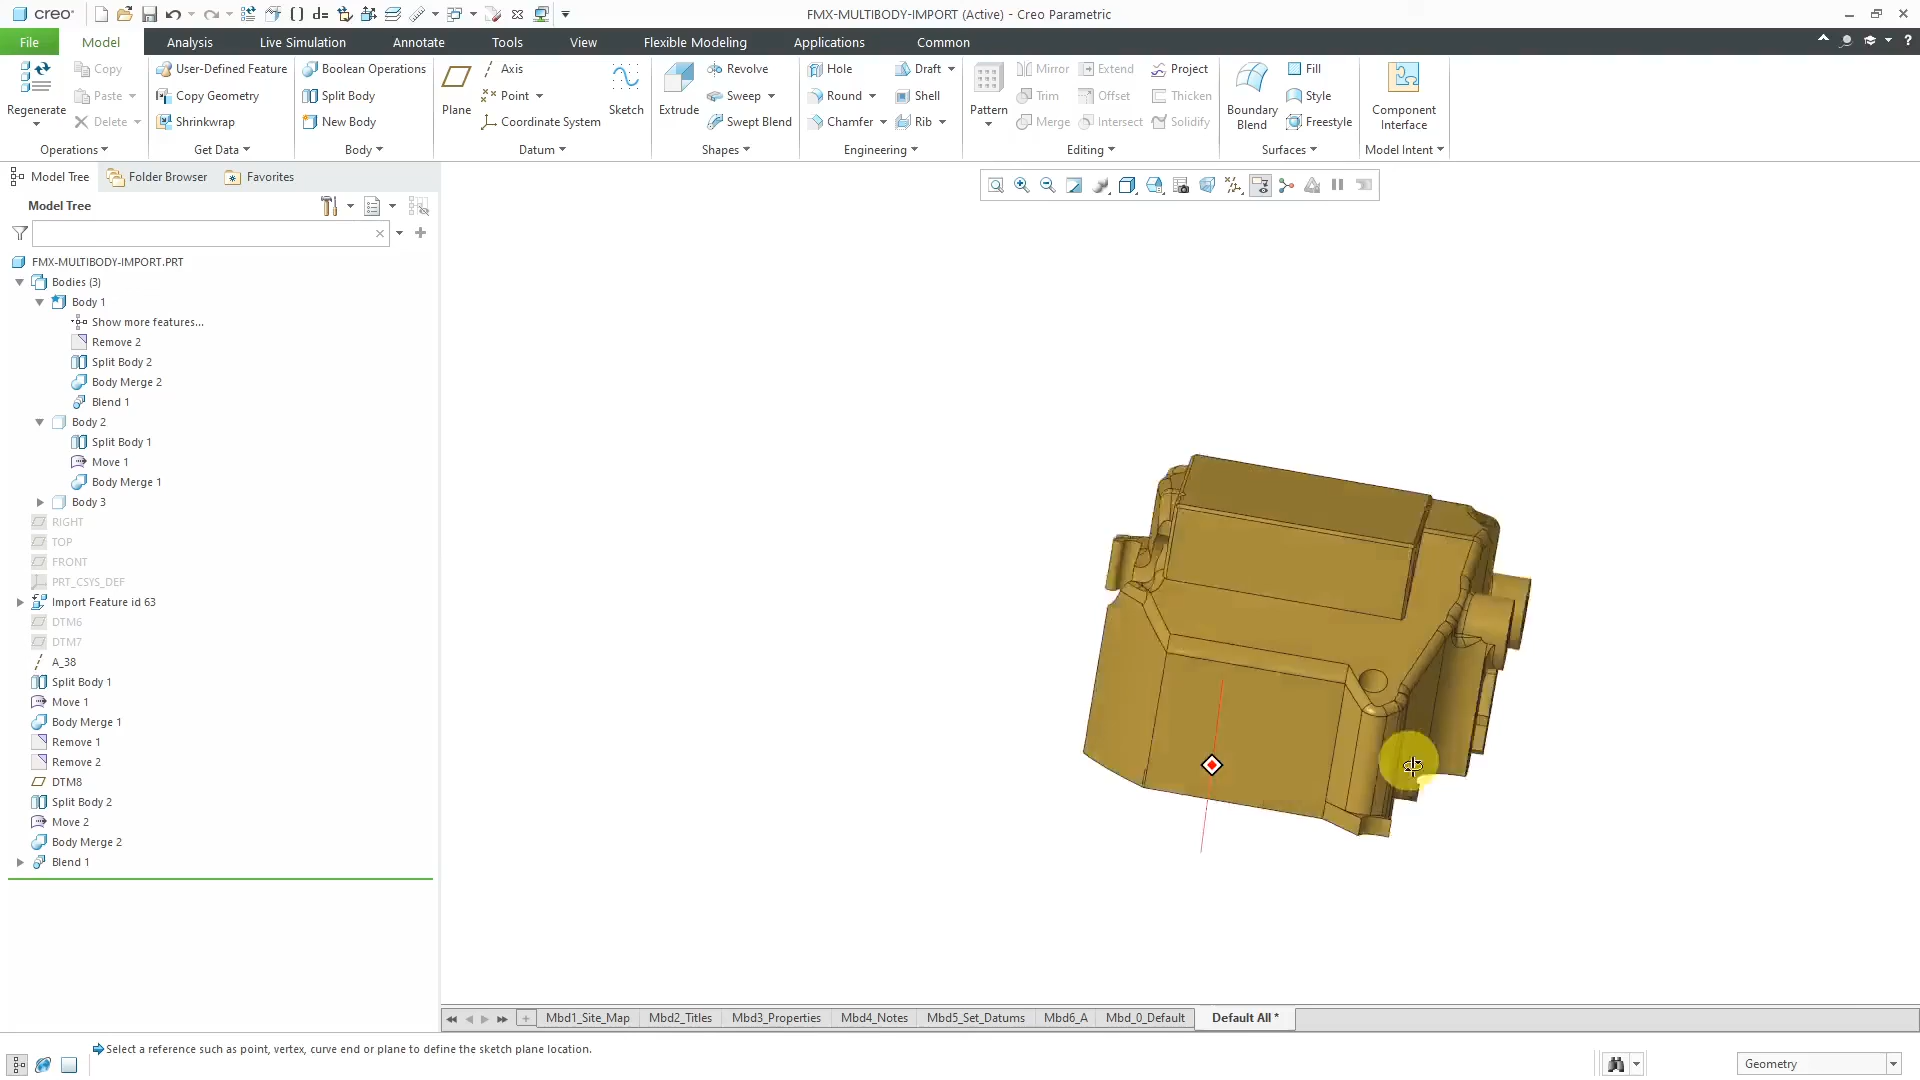 creo
FMX-MULTIBODY-IMPORT (Active) - Creo Parametric
File Model Analysis Live Simulation Annotate Tools View Flexible Modeling Applications Common
Regenerate
Copy
Paste
Delete
Operations
User-Defined Feature
Copy Geometry
Shrinkwrap
Get Data
Boolean Operations
Split Body
New Body
Body
Plane
Axis
Point
Coordinate System
Sketch
Datum
Extrude
Revolve
Sweep
Swept Blend
Shapes
Hole
Round
Chamfer
Draft
Shell
Rib
Engineering
Pattern
Mirror
Trim
Merge
Extend
Offset
Intersect
Project
Thicken
Solidify
Editing
Boundary
Blend
Fill
Style
Freestyle
Surfaces
Component
Interface
Model Intent
Model Tree Folder Browser Favorites
Model Tree
FMX-MULTIBODY-IMPORT.PRT
Bodies (3)
Body 1
Show more features...
Remove 2
Split Body 2
Body Merge 2
Blend 1
Body 2
Split Body 1
Move 1
Body Merge 1
Body 3
RIGHT
TOP
FRONT
PRT_CSYS_DEF
Import Feature id 63
DTM6
DTM7
A_38
Split Body 1
Move 1
Body Merge 1
Remove 1
Remove 2
DTM8
Split Body 2
Move 2
Body Merge 2
Blend 1
Mbd1_Site_Map Mbd2_Titles Mbd3_Properties Mbd4_Notes Mbd5_Set_Datums Mbd6_A Mbd_0_Default Default All *
Select a reference such as point, vertex, curve end or plane to define the sketch plane location.
Geometry